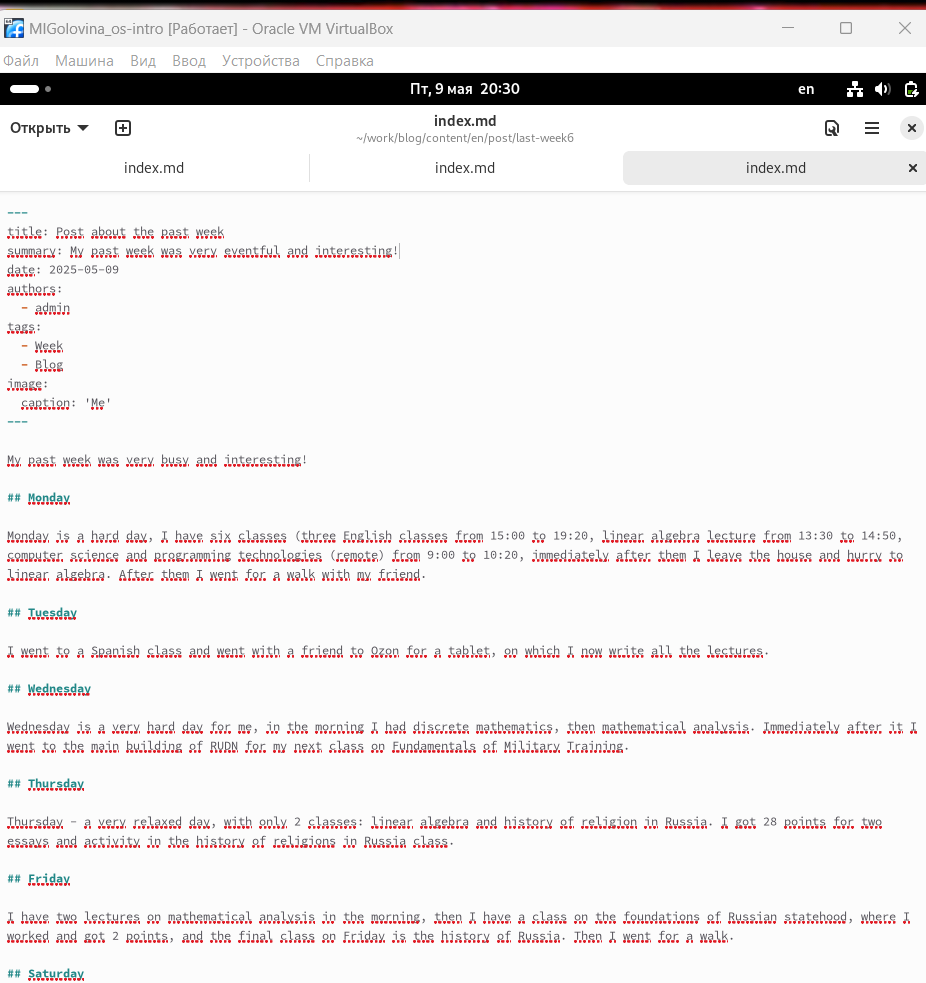 MIGolovina_os-intro [Работает] - Oracle VM VirtualBox
Файл Машина Вид Ввод Устройства Справка
Пт, 9 мая 20:30 en
Открыть index.md
~/work/blog/content/en/post/last-week6
index.md index.md index.md
---
title: Post about the past week
summary: My past week was very eventful and interesting!
date: 2025-05-09
authors:
- admin
tags:
- Week
- Blog
image:
caption: 'Me'
---
My past week was very busy and interesting!
## Monday
Monday is a hard day, I have six classes (three English classes from 15:00 to 19:20, linear algebra lecture from 13:30 to 14:50,
computer science and programming technologies (remote) from 9:00 to 10:20, immediately after them I leave the house and hurry to
linear algebra. After them I went for a walk with my friend.
## Tuesday
I went to a Spanish class and went with a friend to Ozon for a tablet, on which I now write all the lectures.
## Wednesday
Wednesday is a very hard day for me, in the morning I had discrete mathematics, then mathematical analysis. Immediately after it I
went to the main building of RUDN for my next class on Fundamentals of Military Training.
## Thursday
Thursday - a very relaxed day, with only 2 classes: linear algebra and history of religion in Russia. I got 28 points for two
essays and activity in the history of religions in Russia class.
## Friday
I have two lectures on mathematical analysis in the morning, then I have a class on the foundations of Russian statehood, where I
worked and got 2 points, and the final class on Friday is the history of Russia. Then I went for a walk.
## Saturday